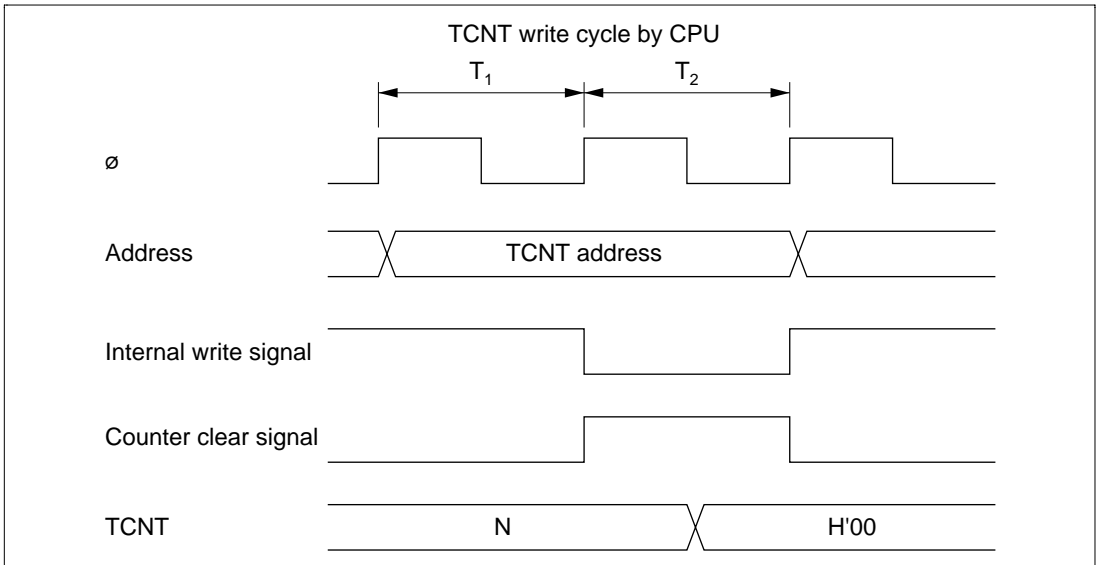 TCNT write cycle by CPU
T1 T2
ø
Address TCNT address
Internal write signal
Counter clear signal
TCNT N H'00